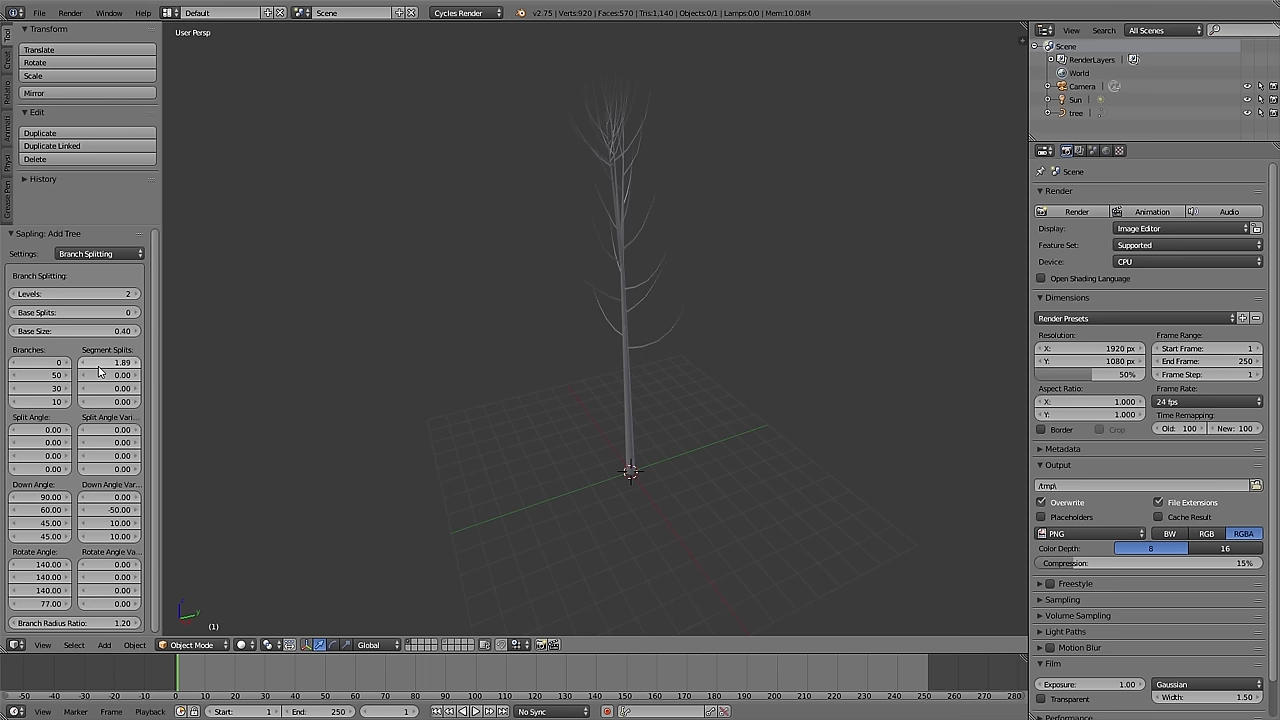 File Render Window Help Default Scene Cycles Render v2.75 | Verts:920 | Faces:570 | Tris:1,140 | Objects:0/1 | Lamps:0/0 | Mem:10.08M
Tool
Creat
Relatio
Animati
Physi
Grease Pen
Transform
Translate
Rotate
Scale
Mirror
Edit
Duplicate
Duplicate Linked
Delete
History
Sapling: Add Tree
Settings: Branch Splitting
Branch Splitting:
Levels: 2
Base Splits: 0
Base Size: 0.40
Branches: Segment Splits:
0 1.89
50 0.00
30 0.00
10 0.00
Split Angle: Split Angle Vari...
0.00 0.00
0.00 0.00
0.00 0.00
0.00 0.00
Down Angle: Down Angle Var...
90.00 0.00
60.00 -50.00
45.00 10.00
45.00 10.00
Rotate Angle: Rotate Angle Va...
140.00 0.00
140.00 0.00
140.00 0.00
77.00 0.00
Branch Radius Ratio: 1.20
User Persp
z
y
(1)
View Select Add Object Object Mode Global
-50 -40 -30 -20 -10 0 10 20 30 40 50 60 70 80 90 100 110 120 130 140 150 160 170 180 190 200 210 220 230 240 250 260 270 280
View Marker Frame Playback Start: 1 End: 250 1 No Sync
View Search All Scenes
Scene
RenderLayers
World
Camera
Sun
tree
Scene
Render
Render Animation Audio
Display: Image Editor
Feature Set: Supported
Device: CPU
Open Shading Language
Dimensions
Render Presets
Resolution: Frame Range:
X: 1920 px Start Frame: 1
Y: 1080 px End Frame: 250
50% Frame Step: 1
Aspect Ratio: Frame Rate:
X: 1.000 24 fps
Y: 1.000 Time Remapping:
Border Crop Old: 100 New: 100
Metadata
Output
/tmp\
Overwrite File Extensions
Placeholders Cache Result
PNG BW RGB RGBA
Color Depth: 8 16
Compression: 15%
Freestyle
Sampling
Volume Sampling
Light Paths
Motion Blur
Film
Exposure: 1.00 Gaussian
Transparent Width: 1.50
Performance